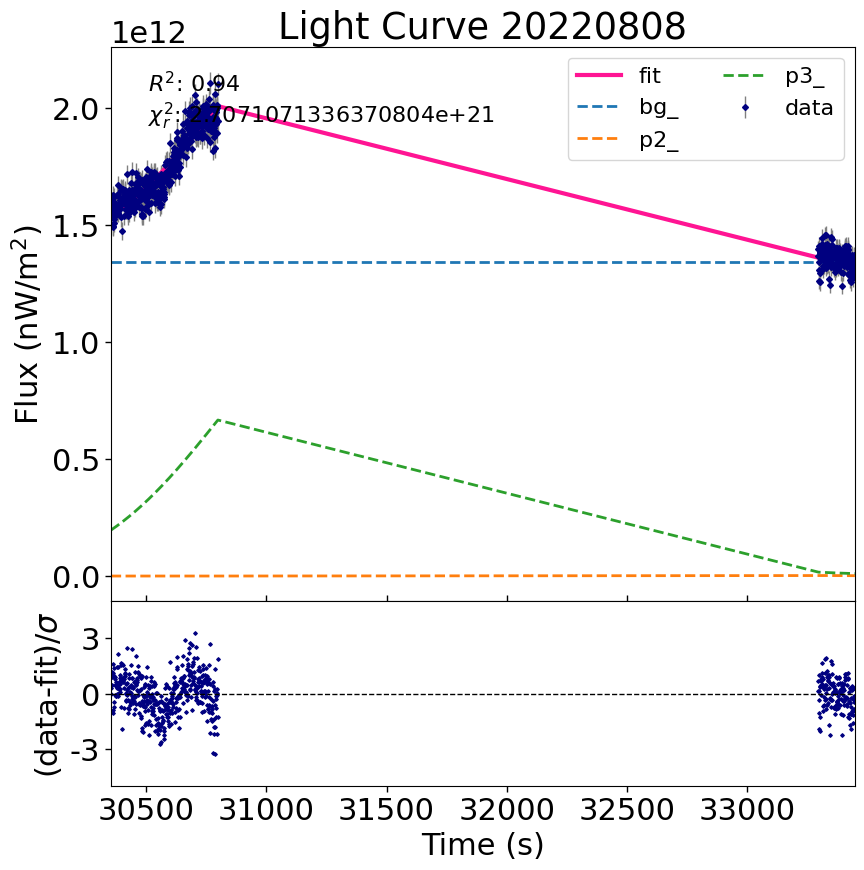 Light Curve 20220808
1e12
R²: 0.94
χ²ᵣ: 2.7071071336370804e+21
fit
bg_
p2_
p3_
data
Flux (nW/m²)
2.0
1.5
1.0
0.5
0.0
(data-fit)/σ
3
0
-3
30500 31000 31500 32000 32500 33000
Time (s)